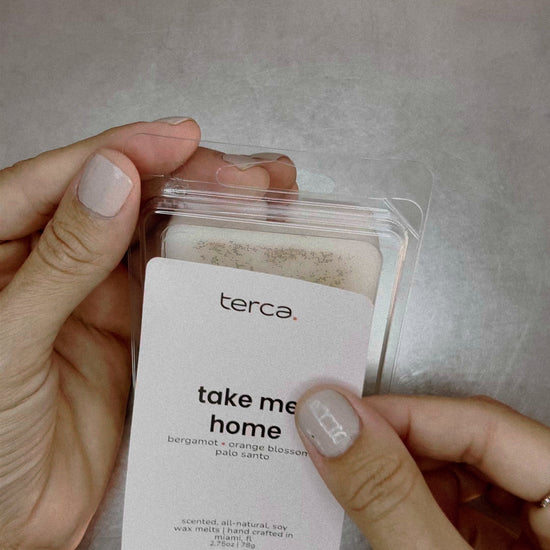 terca.
take me
home
bergamot • orange blossom
palo santo
scented, all-natural, soy
wax melts | hand crafted in
miami, fl
2.75oz | 78g